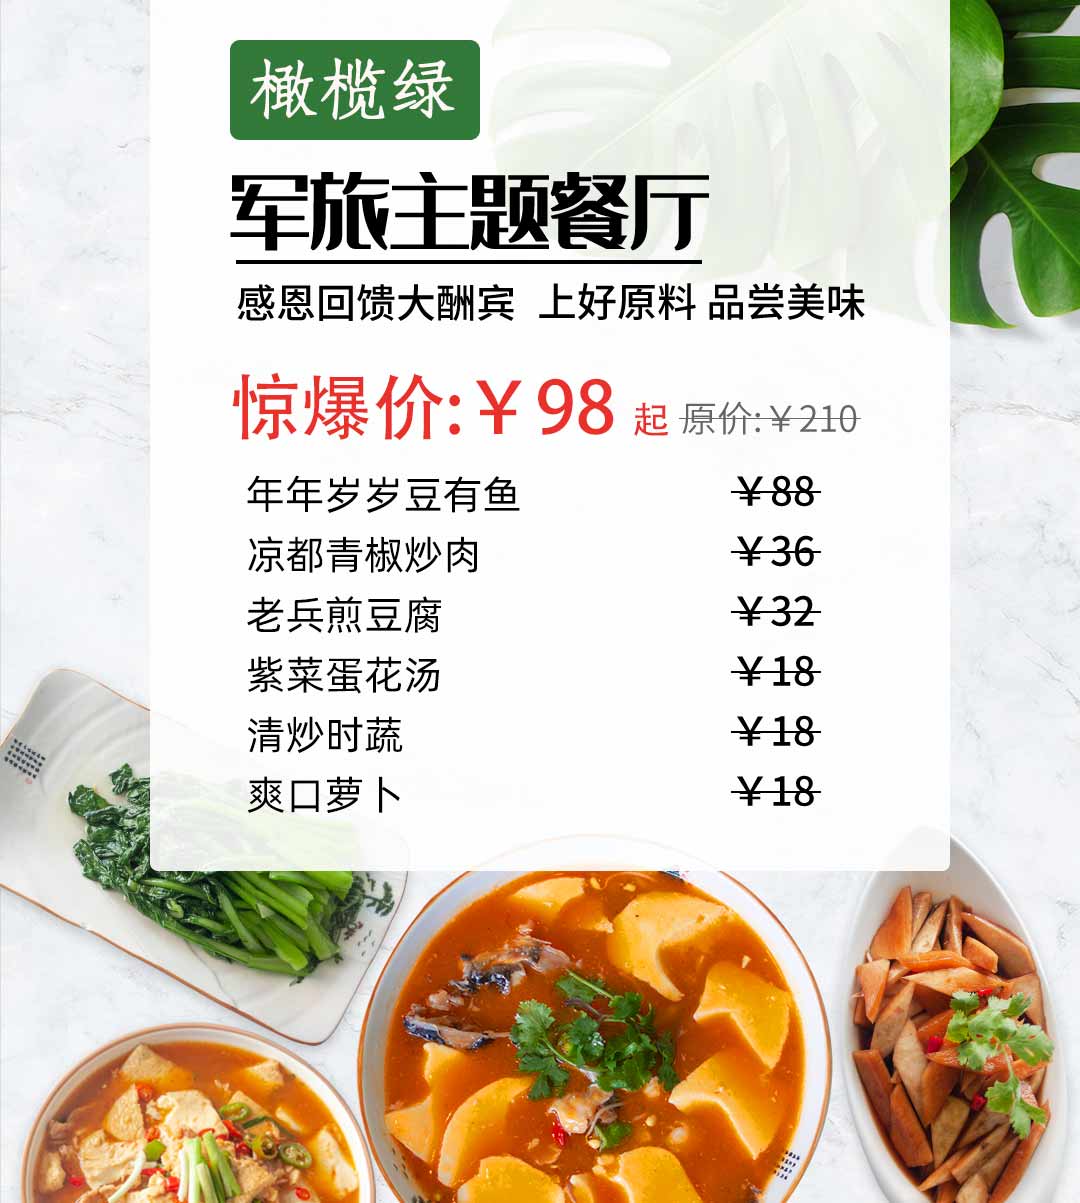 橄榄绿
军旅主题餐厅
感恩回馈大酬宾 上好原料 品尝美味
惊爆价:￥98 起 原价:￥210
年年岁岁豆有鱼 ￥88
凉都青椒炒肉 ￥36
老兵煎豆腐 ￥32
紫菜蛋花汤 ￥18
清炒时蔬 ￥18
爽口萝卜 ￥18